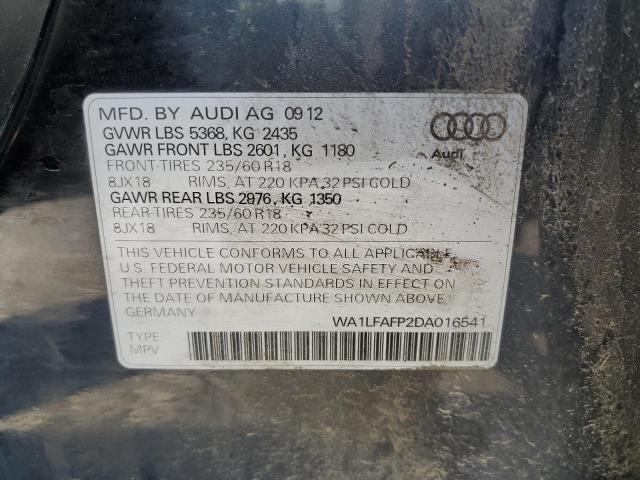 MFD. BY AUDI AG 09 12
GVWR LBS 5368, KG 2435
GAWR FRONT LBS 2601, KG 1180
FRONT-TIRES 235/60 R18
8JX18 RIMS, AT 220 KPA, 32 PSI COLD
GAWR REAR LBS 2976, KG 1350
REAR-TIRES 235/60 R18
8JX18 RIMS, AT 220 KPA 32 PSI COLD
THIS VEHICLE CONFORMS TO ALL APPLICABLE
U.S. FEDERAL MOTOR VEHICLE SAFETY AND
THEFT PREVENTION STANDARDS IN EFFECT ON
THE DATE OF MANUFACTURE SHOWN ABOVE.
GERMANY
WA1LFAFP2DA016541
TYPE
MPV
Audi